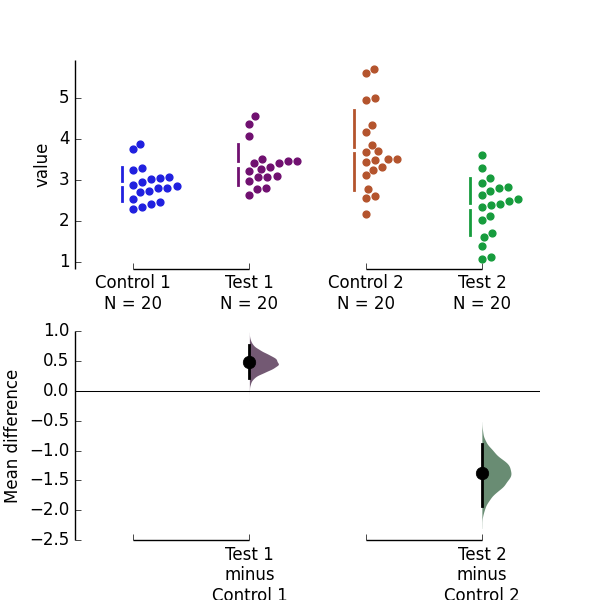 value
5
4
3
2
1
Control 1
N = 20
Test 1
N = 20
Control 2
N = 20
Test 2
N = 20
Mean difference
1.0
0.5
0.0
−0.5
−1.0
−1.5
−2.0
−2.5
Test 1
minus
Control 1
Test 2
minus
Control 2